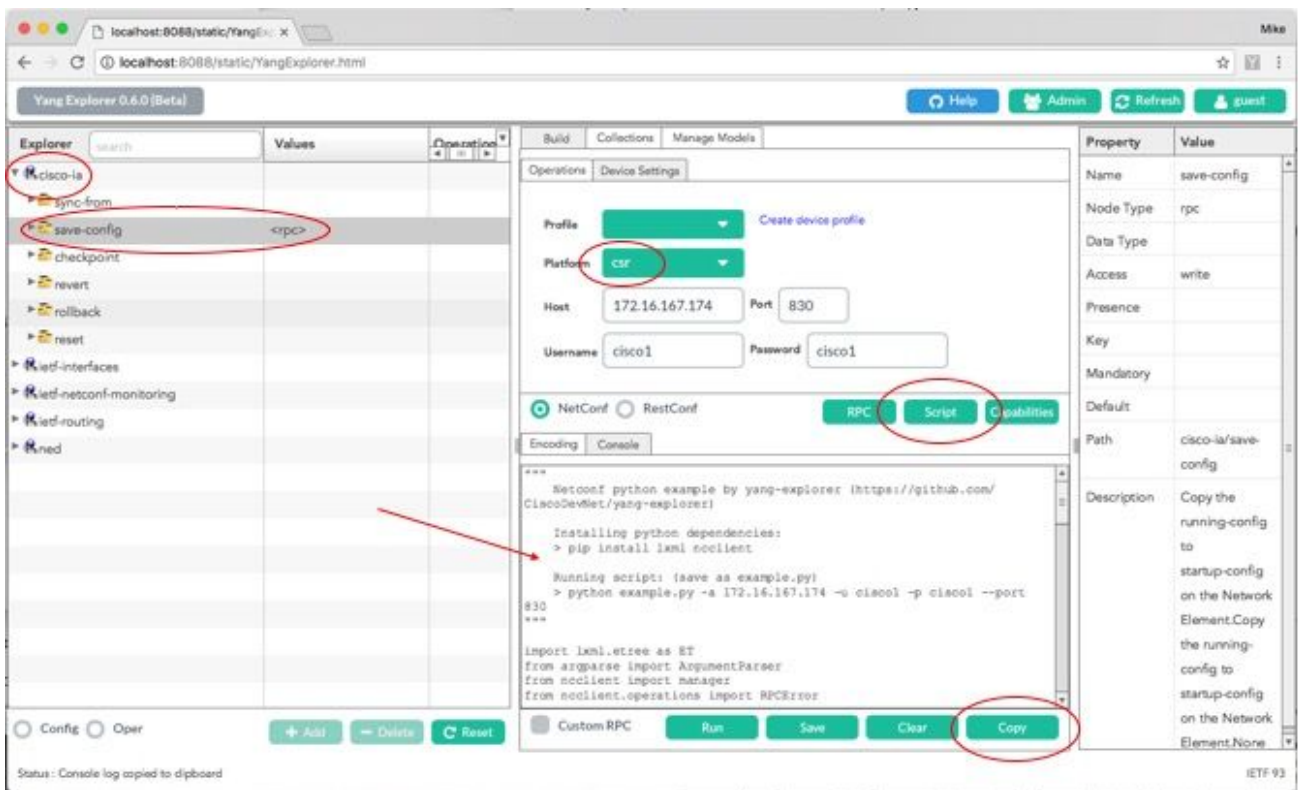 localhost:8088/static/YangEx
Mike
localhost:8088/static/YangExplorer.html
Yang Explorer 0.6.0 (Beta)
Help
Admin
Refresh
guest
Explorer
search
Values
Operation
cisco-ia
sync-from
save-config
<rpc>
checkpoint
revert
rollback
reset
ietf-interfaces
ietf-netconf-monitoring
ietf-routing
ned
Config
Oper
+ Add
Delete
Reset
Build
Collections
Manage Models
Operations
Device Settings
Profile
Create device profile
Platform
csr
Host
172.16.167.174
Port
830
Username
cisco1
Password
cisco1
NetConf
RestConf
RPC
Script
Capabilities
Encoding
Console
"""
Netconf python example by yang-explorer (https://github.com/
CiscoDevNet/yang-explorer)
Installing python dependencies:
> pip install lxml ncclient
Running script: (save as example.py)
> python example.py -a 172.16.167.174 -u cisco1 -p cisco1 --port
830
"""
import lxml.etree as ET
from argparse import ArgumentParser
from ncclient import manager
from ncclient.operations import RPCError
Custom RPC
Run
Save
Clear
Copy
Property
Value
Name
save-config
Node Type
rpc
Data Type
Access
write
Presence
Key
Mandatory
Default
Path
cisco-ia/save-
config
Description
Copy the
running-config
to
startup-config
on the Network
Element.Copy
the running-
config to
startup-config
on the Network
Element.None
Status : Console log copied to clipboard
IETF 93